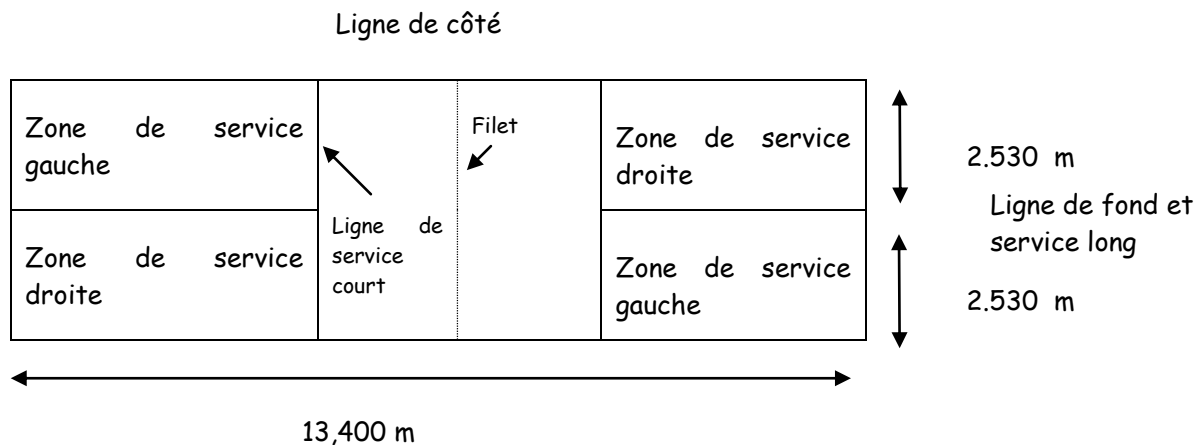 Ligne de côté
Zone de service
gauche
Filet
Zone de service
droite
2.530 m
Ligne de fond et
service long
Zone de service
droite
Ligne de
service
court
Zone de service
gauche
2.530 m
13,400 m